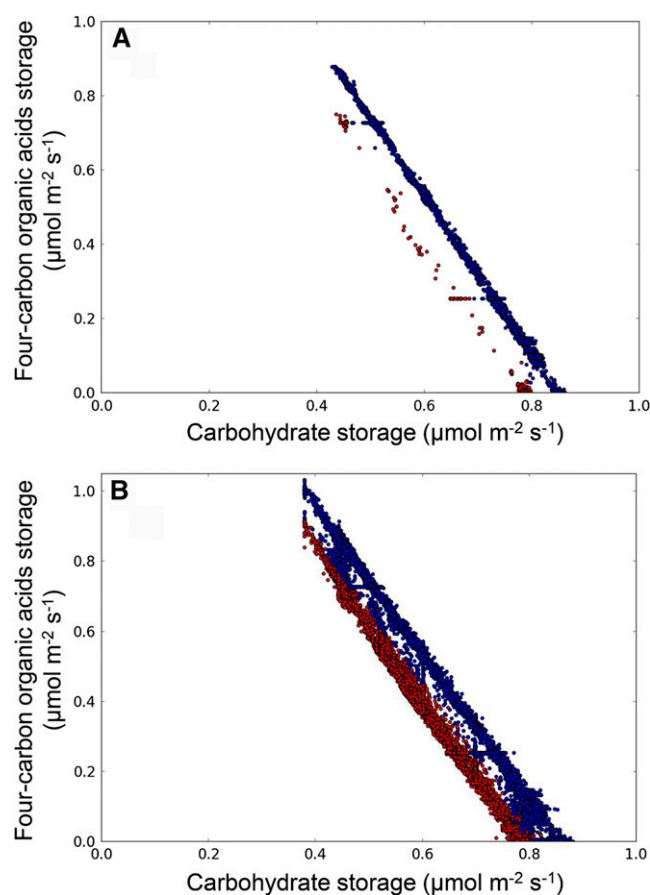 A
1.0
0.8
0.6
0.4
0.2
0.0
Four-carbon organic acids storage
(µmol m-2 s-1)
0.0 0.2 0.4 0.6 0.8 1.0
Carbohydrate storage (µmol m-2 s-1)
B
1.0
0.8
0.6
0.4
0.2
0.0
Four-carbon organic acids storage
(µmol m-2 s-1)
0.0 0.2 0.4 0.6 0.8 1.0
Carbohydrate storage (µmol m-2 s-1)